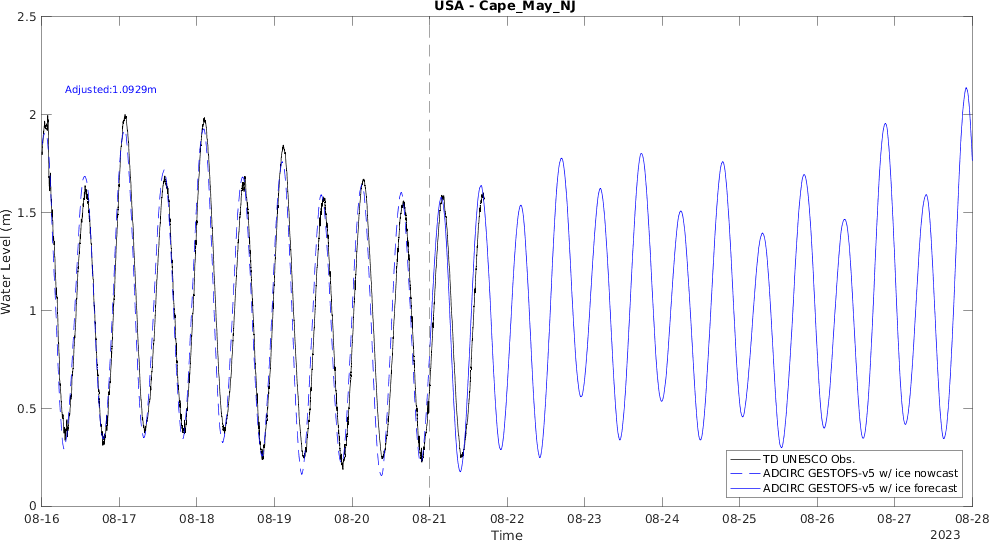 USA - Cape_May_NJ
2.5
Adjusted:1.0929m
2
1.5
Water Level (m)
1
0.5
TD UNESCO Obs.
ADCIRC GESTOFS-v5 w/ ice nowcast
ADCIRC GESTOFS-v5 w/ ice forecast
0
08-16 08-17 08-18 08-19 08-20 08-21 08-22 08-23 08-24 08-25 08-26 08-27 08-28
Time 2023